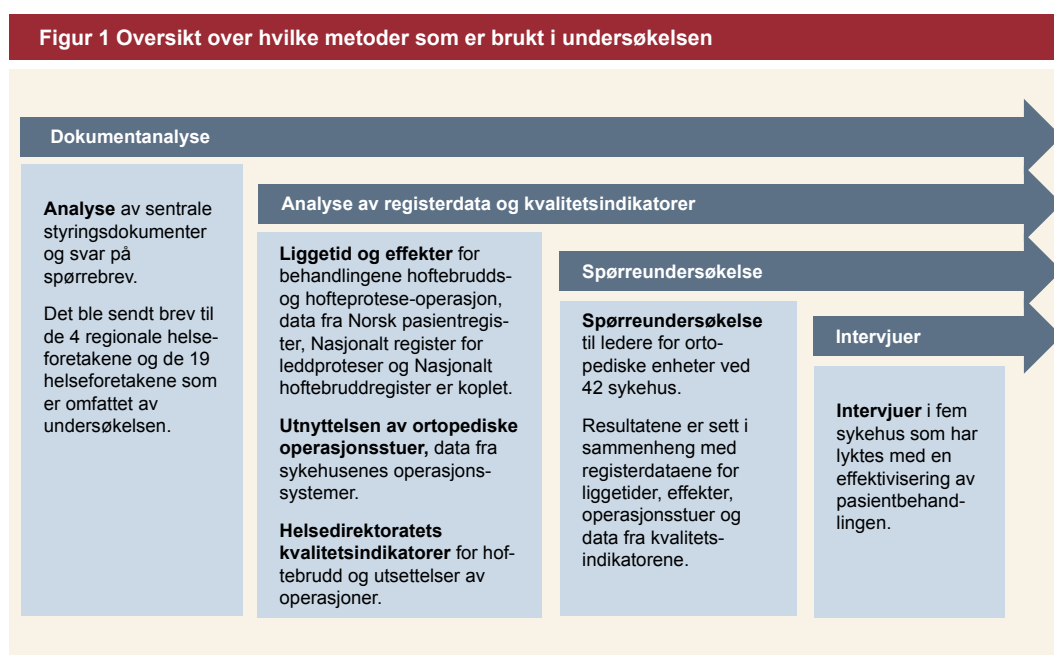 Figur 1 Oversikt over hvilke metoder som er brukt i undersøkelsen
Dokumentanalyse
Analyse av sentrale
styringsdokumenter
og svar på
spørrebrev.
Det ble sendt brev til
de 4 regionale helse-
foretakene og de 19
helseforetakene som
er omfattet av
undersøkelsen.
Analyse av registerdata og kvalitetsindikatorer
Liggetid og effekter for
behandlingene hoftebrudds-
og hofteprotese-operasjon,
data fra Norsk pasientregis-
ter, Nasjonalt register for
leddproteser og Nasjonalt
hoftebruddregister er koplet.
Utnyttelsen av ortopediske
operasjonsstuer, data fra
sykehusenes operasjons-
systemer.
Helsedirektoratets
kvalitetsindikatorer for hof-
tebrudd og utsettelser av
operasjoner.
Spørreundersøkelse
Spørreundersøkelse
til ledere for orto-
pediske enheter ved
42 sykehus.
Resultatene er sett i
sammenheng med
registerdataene for
liggetider, effekter,
operasjonsstuer og
data fra kvalitets-
indikatorene.
Intervjuer
Intervjuer i fem
sykehus som har
lyktes med en
effektivisering av
pasientbehand-
lingen.